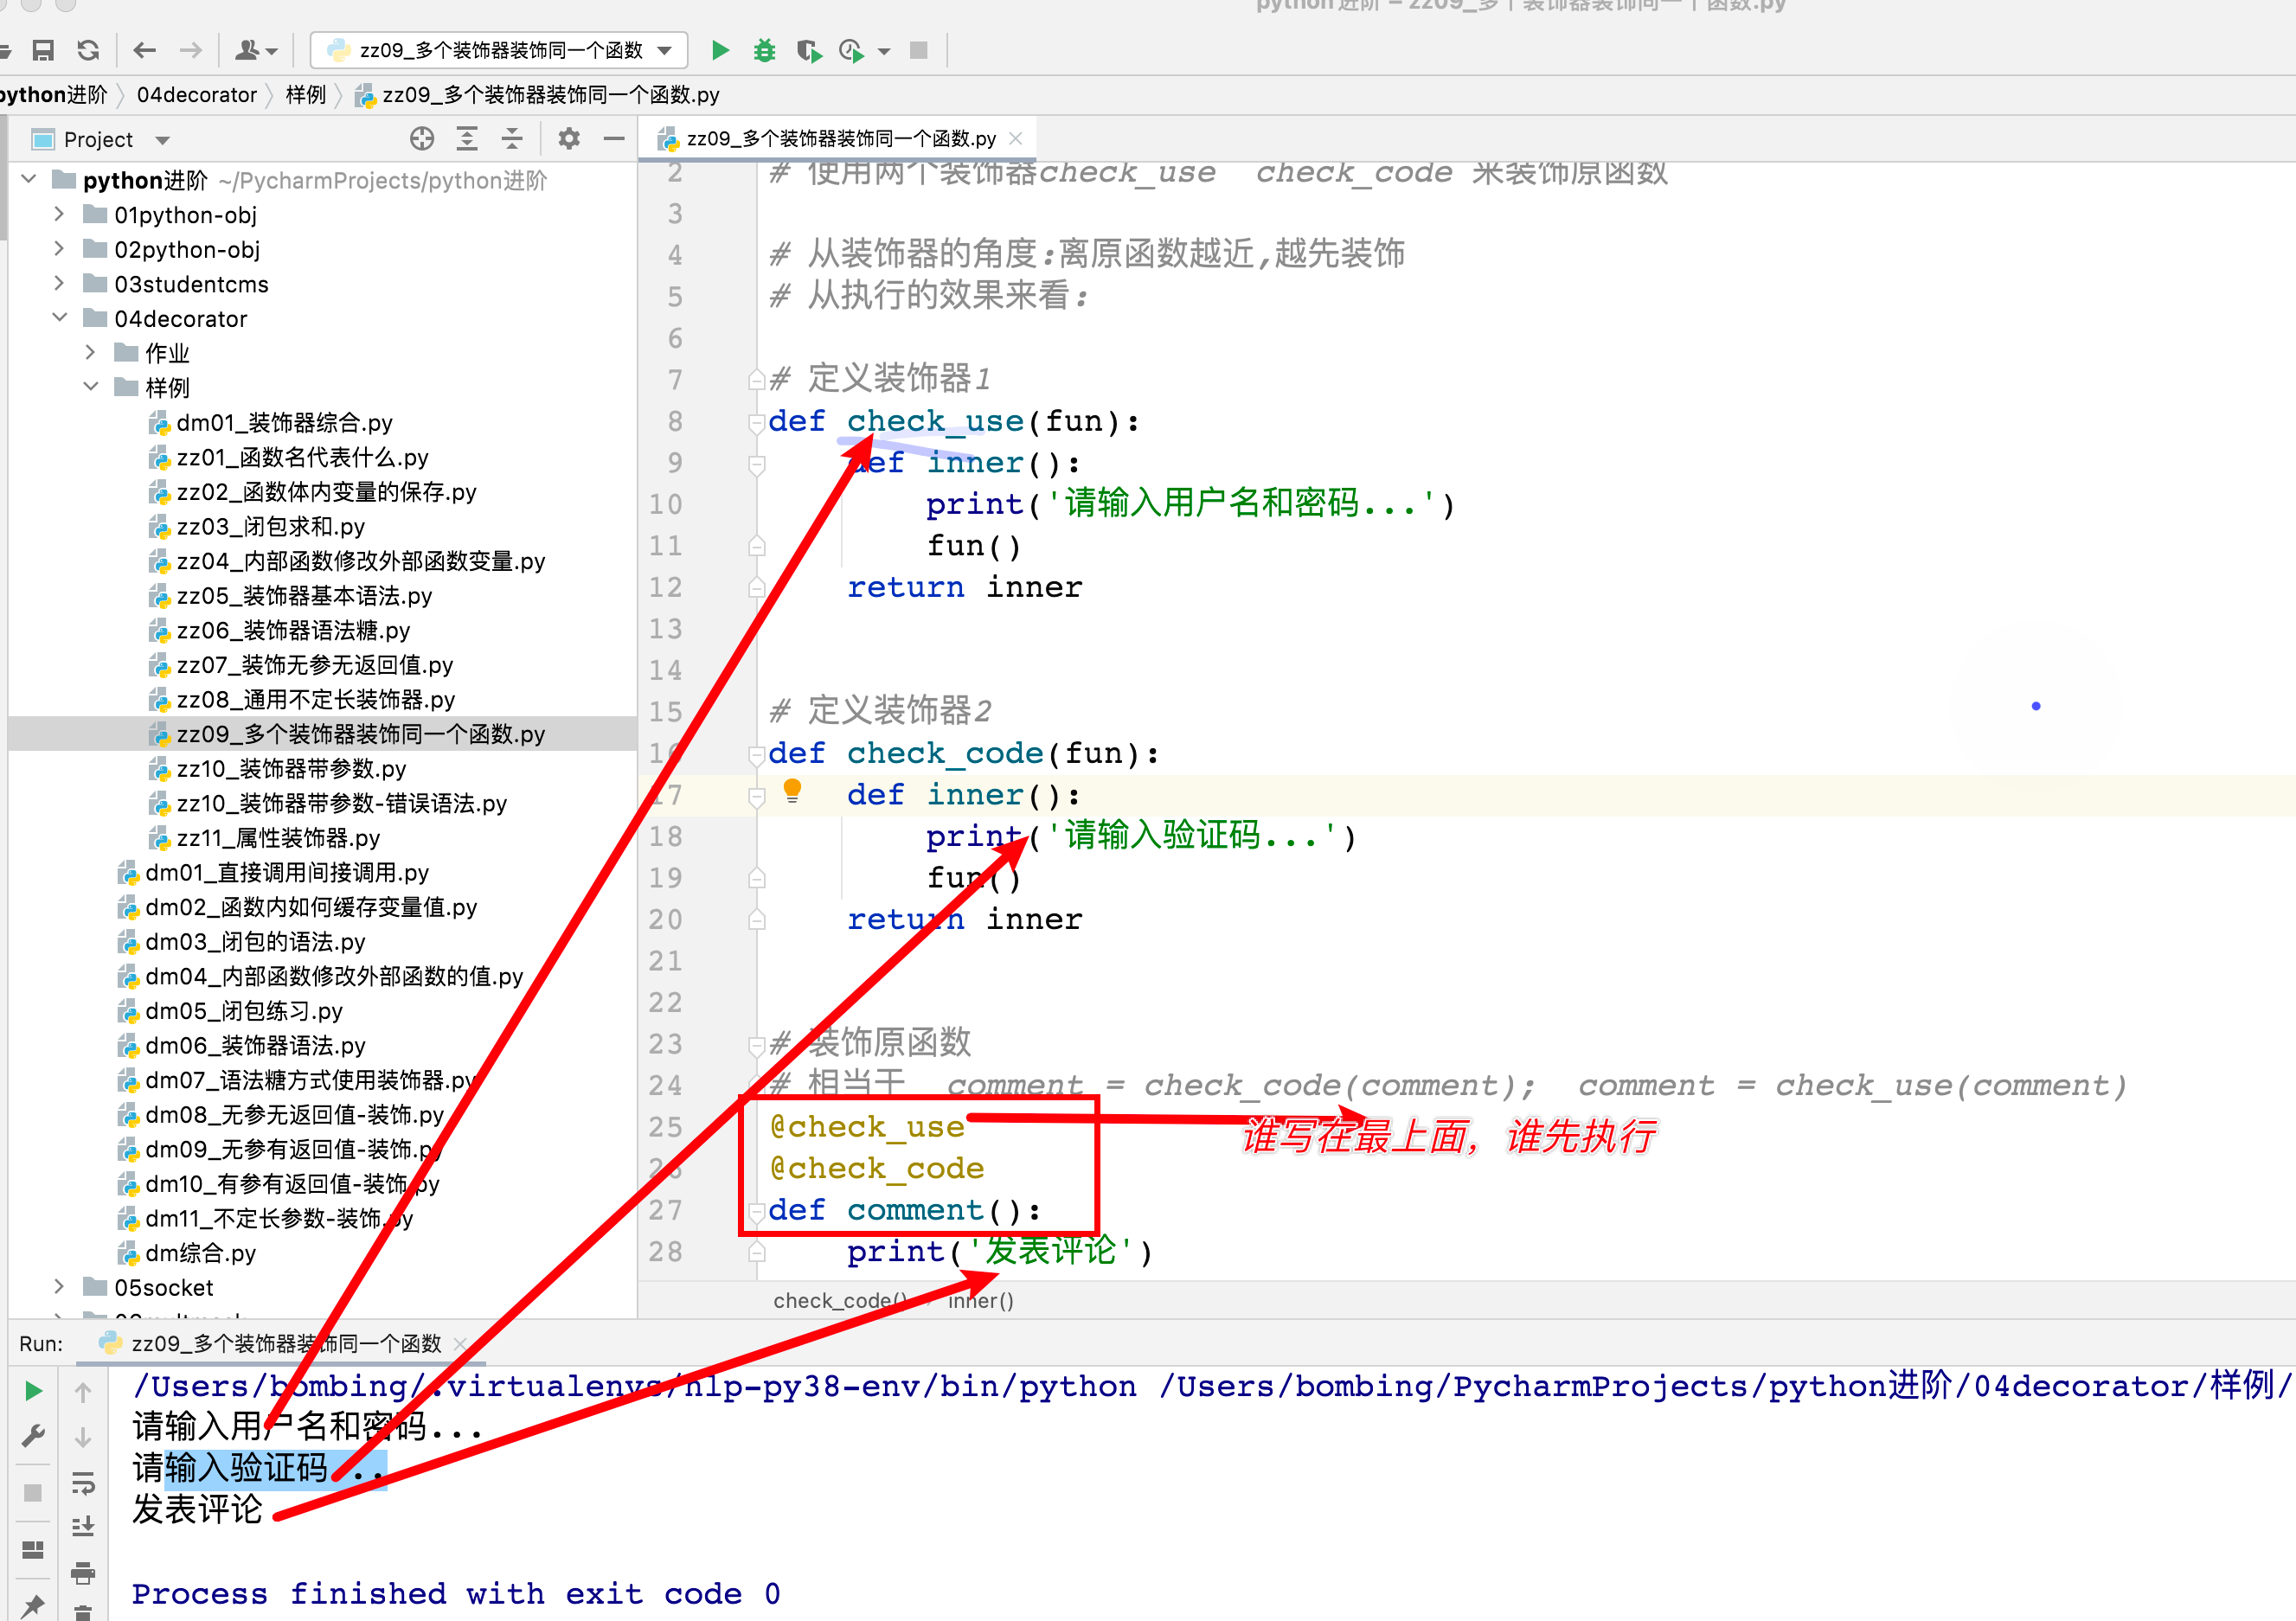 python进阶 – zz09_多个装饰器装饰同一个函数.py
zz09_多个装饰器装饰同一个函数
python进阶
04decorator
样例
zz09_多个装饰器装饰同一个函数.py
Project
zz09_多个装饰器装饰同一个函数.py
python进阶 ~/PycharmProjects/python进阶
01python-obj
02python-obj
03studentcms
04decorator
作业
样例
dm01_装饰器综合.py
zz01_函数名代表什么.py
zz02_函数体内变量的保存.py
zz03_闭包求和.py
zz04_内部函数修改外部函数变量.py
zz05_装饰器基本语法.py
zz06_装饰器语法糖.py
zz07_装饰无参无返回值.py
zz08_通用不定长装饰器.py
zz09_多个装饰器装饰同一个函数.py
zz10_装饰器带参数.py
zz10_装饰器带参数-错误语法.py
zz11_属性装饰器.py
dm01_直接调用间接调用.py
dm02_函数内如何缓存变量值.py
dm03_闭包的语法.py
dm04_内部函数修改外部函数的值.py
dm05_闭包练习.py
dm06_装饰器语法.py
dm07_语法糖方式使用装饰器.py
dm08_无参无返回值-装饰.py
dm09_无参有返回值-装饰.py
dm10_有参有返回值-装饰.py
dm11_不定长参数-装饰.py
dm综合.py
05socket
2 # 使用两个装饰器check_use  check_code 来装饰原函数
3
4 # 从装饰器的角度:离原函数越近,越先装饰
5 # 从执行的效果来看:
6
7 # 定义装饰器1
8 def check_use(fun):
9     def inner():
10         print('请输入用户名和密码...')
11         fun()
12     return inner
13
14
15 # 定义装饰器2
16 def check_code(fun):
17     def inner():
18         print('请输入验证码...')
19         fun()
20     return inner
21
22
23 # 装饰原函数
24 # 相当于  comment = check_code(comment);  comment = check_use(comment)
25 @check_use
谁写在最上面，谁先执行
26 @check_code
27 def comment():
28     print('发表评论')
check_code()
inner()
Run:
zz09_多个装饰器装饰同一个函数
/Users/bombing/.virtualenvs/nlp-py38-env/bin/python /Users/bombing/PycharmProjects/python进阶/04decorator/样例/
请输入用户名和密码...
请输入验证码...
发表评论
Process finished with exit code 0